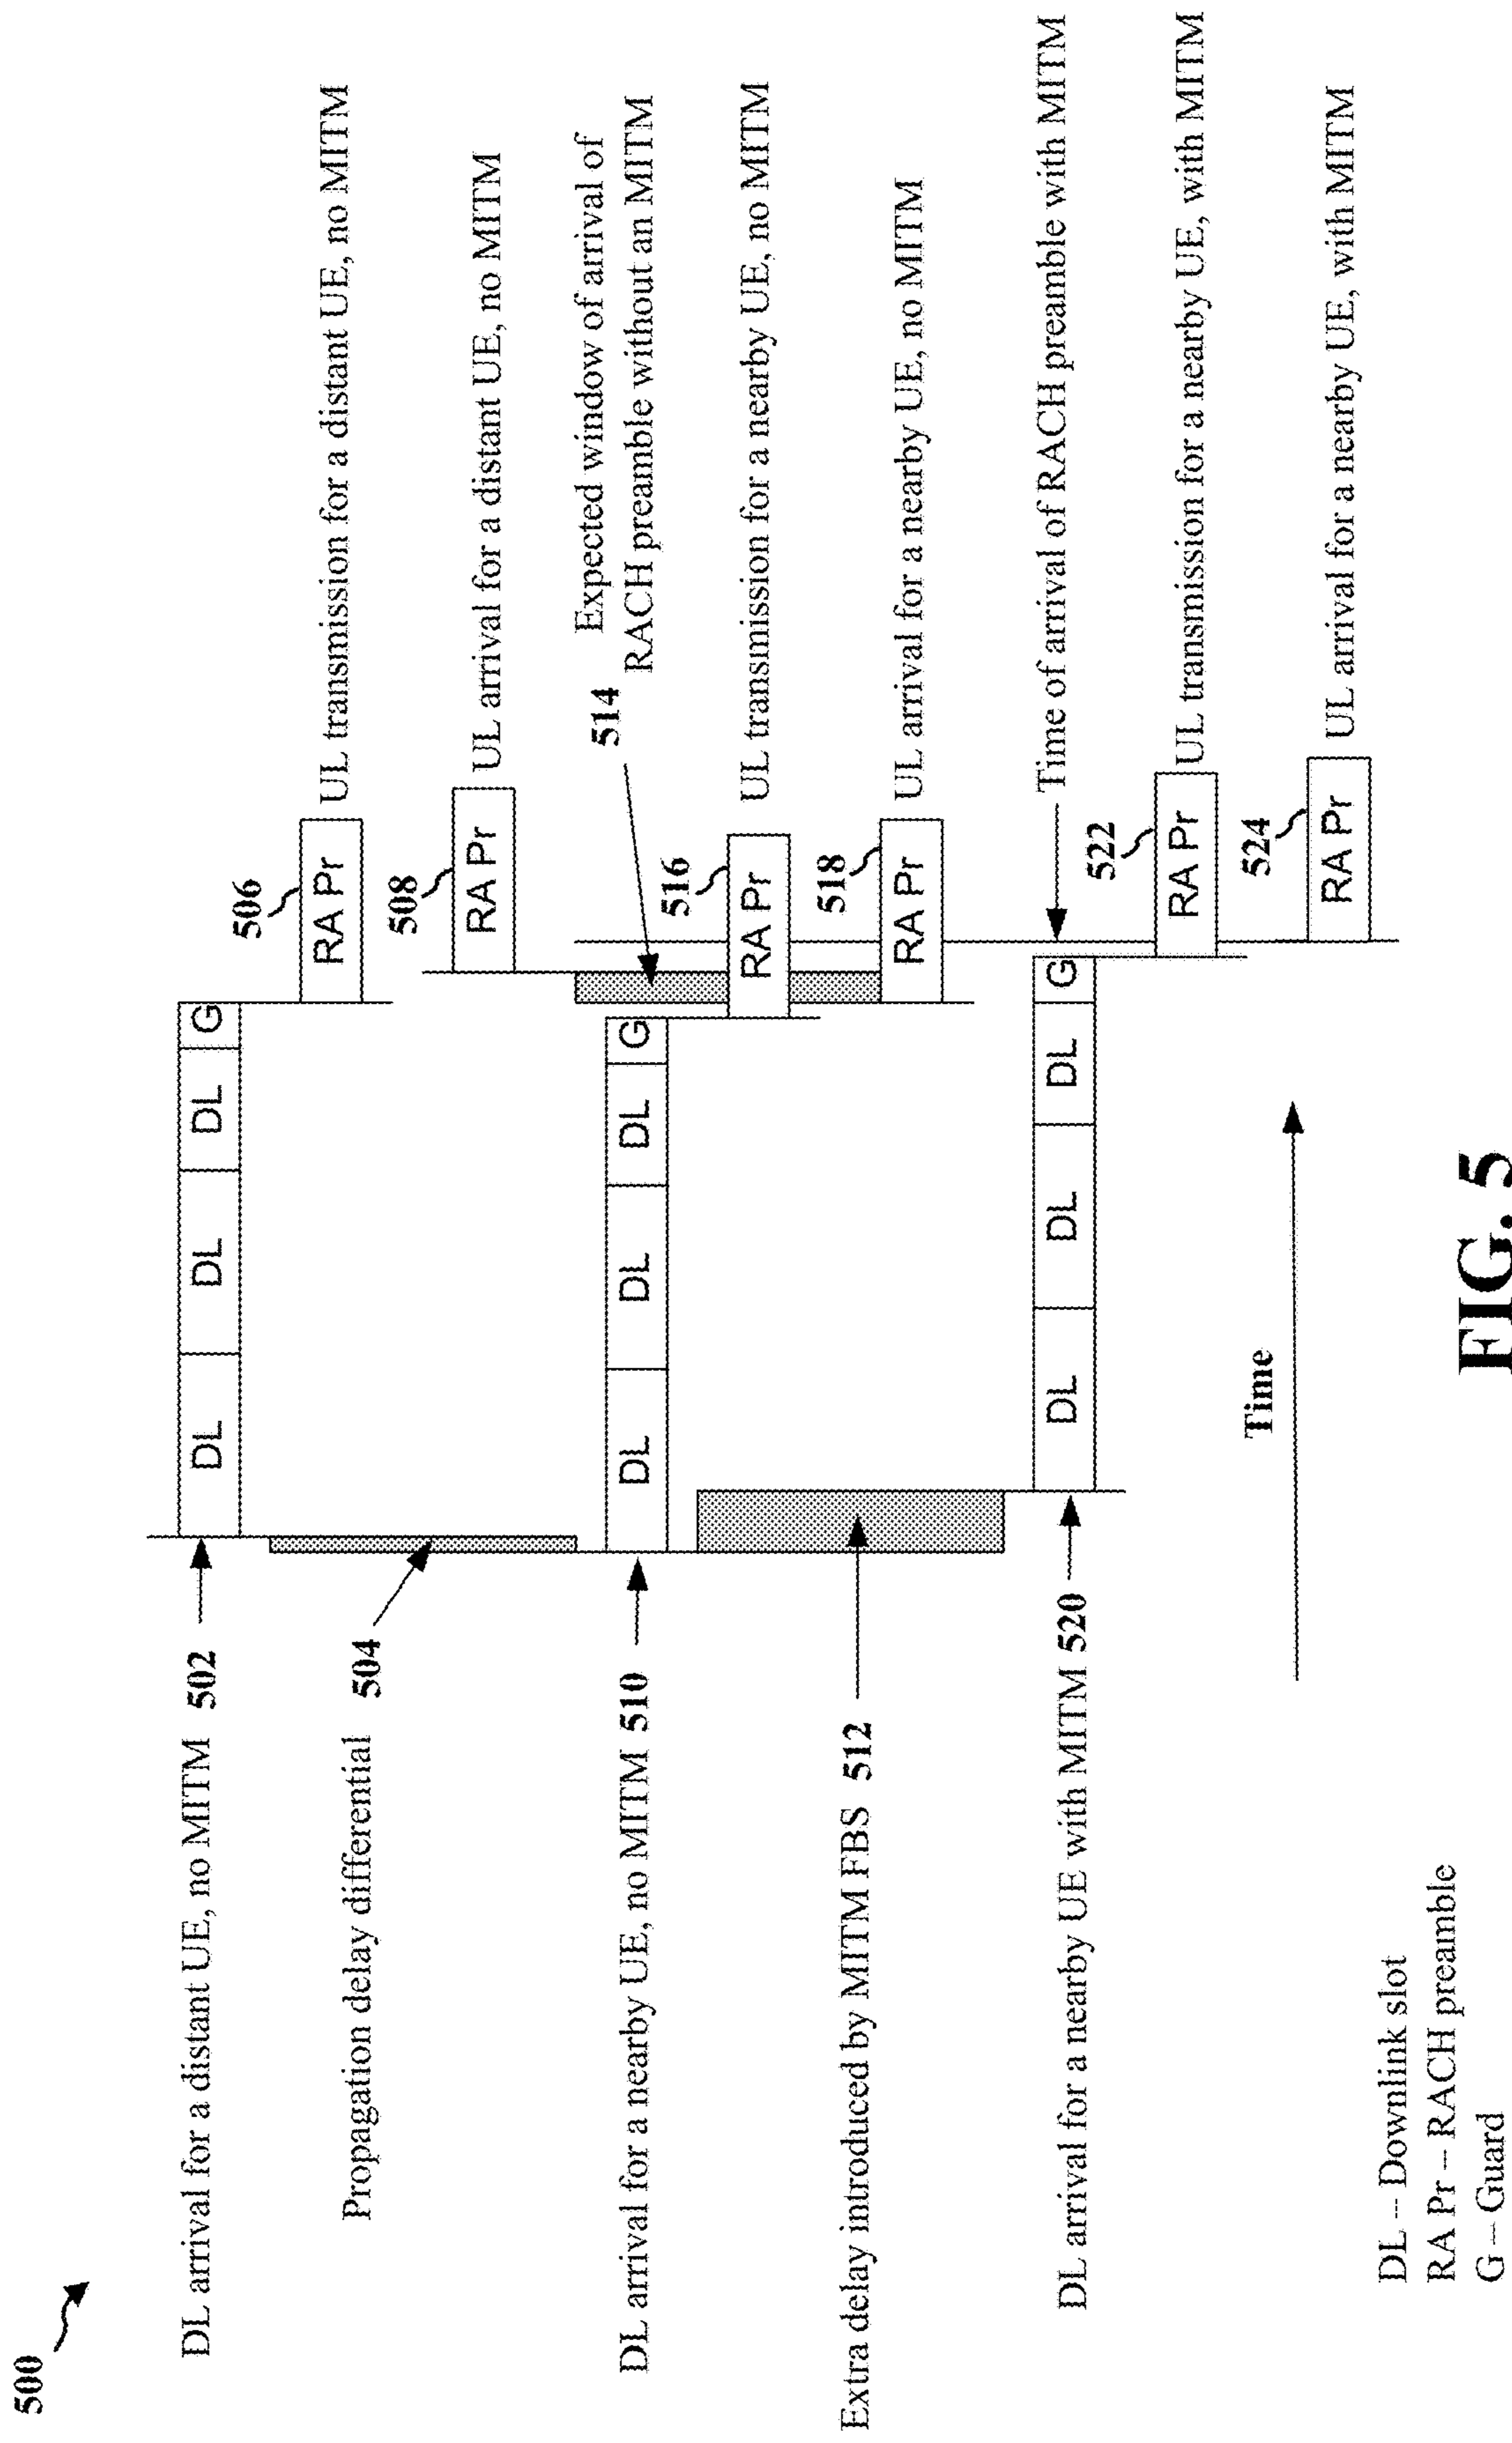 500
DL arrival for a distant UE, no MITM 502
DL DL DL G
506
RA Pr
UL transmission for a distant UE, no MITM
Propagation delay differential 504
508
RA Pr
UL arrival for a distant UE, no MITM
514
Expected window of arrival of
RACH preamble without an MITM
DL arrival for a nearby UE, no MITM 510
DL DL DL G
516
RA Pr
UL transmission for a nearby UE, no MITM
Extra delay introduced by MITM FBS 512
518
RA Pr
UL arrival for a nearby UE, no MITM
Time of arrival of RACH preamble with MITM
DL arrival for a nearby UE with MITM 520
DL DL DL G
522
RA Pr
UL transmission for a nearby UE, with MITM
Time
524
RA Pr
UL arrival for a nearby UE, with MITM
DL – Downlink slot
RA Pr – RACH preamble
G – Guard
FIG. 5